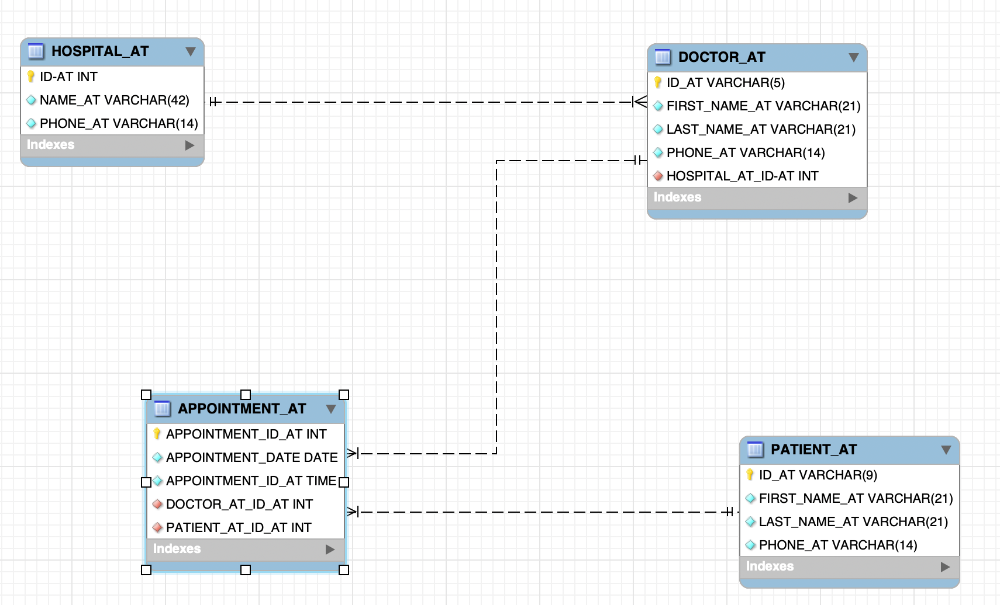 HOSPITAL_AT
ID-AT INT
NAME_AT VARCHAR(42)
PHONE_AT VARCHAR(14)
Indexes
DOCTOR_AT
ID_AT VARCHAR(5)
FIRST_NAME_AT VARCHAR(21)
LAST_NAME_AT VARCHAR(21)
PHONE_AT VARCHAR(14)
HOSPITAL_AT_ID-AT INT
Indexes
APPOINTMENT_AT
APPOINTMENT_ID_AT INT
APPOINTMENT_DATE DATE
APPOINTMENT_ID_AT TIME
DOCTOR_AT_ID_AT INT
PATIENT_AT_ID_AT INT
Indexes
PATIENT_AT
ID_AT VARCHAR(9)
FIRST_NAME_AT VARCHAR(21)
LAST_NAME_AT VARCHAR(21)
PHONE_AT VARCHAR(14)
Indexes